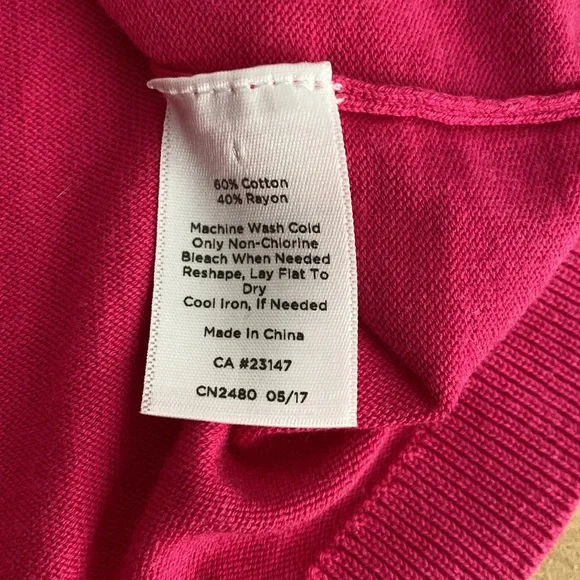 60% Cotton
40% Rayon
Machine Wash Cold
Only Non-Chlorine
Bleach When Needed
Reshape, Lay Flat To
Dry
Cool Iron, If Needed
Made In China
CA #23147
CN2480 05/17